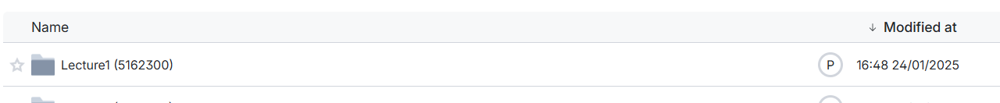 Name ↓ Modified at
Lecture1 (5162300) P 16:48 24/01/2025